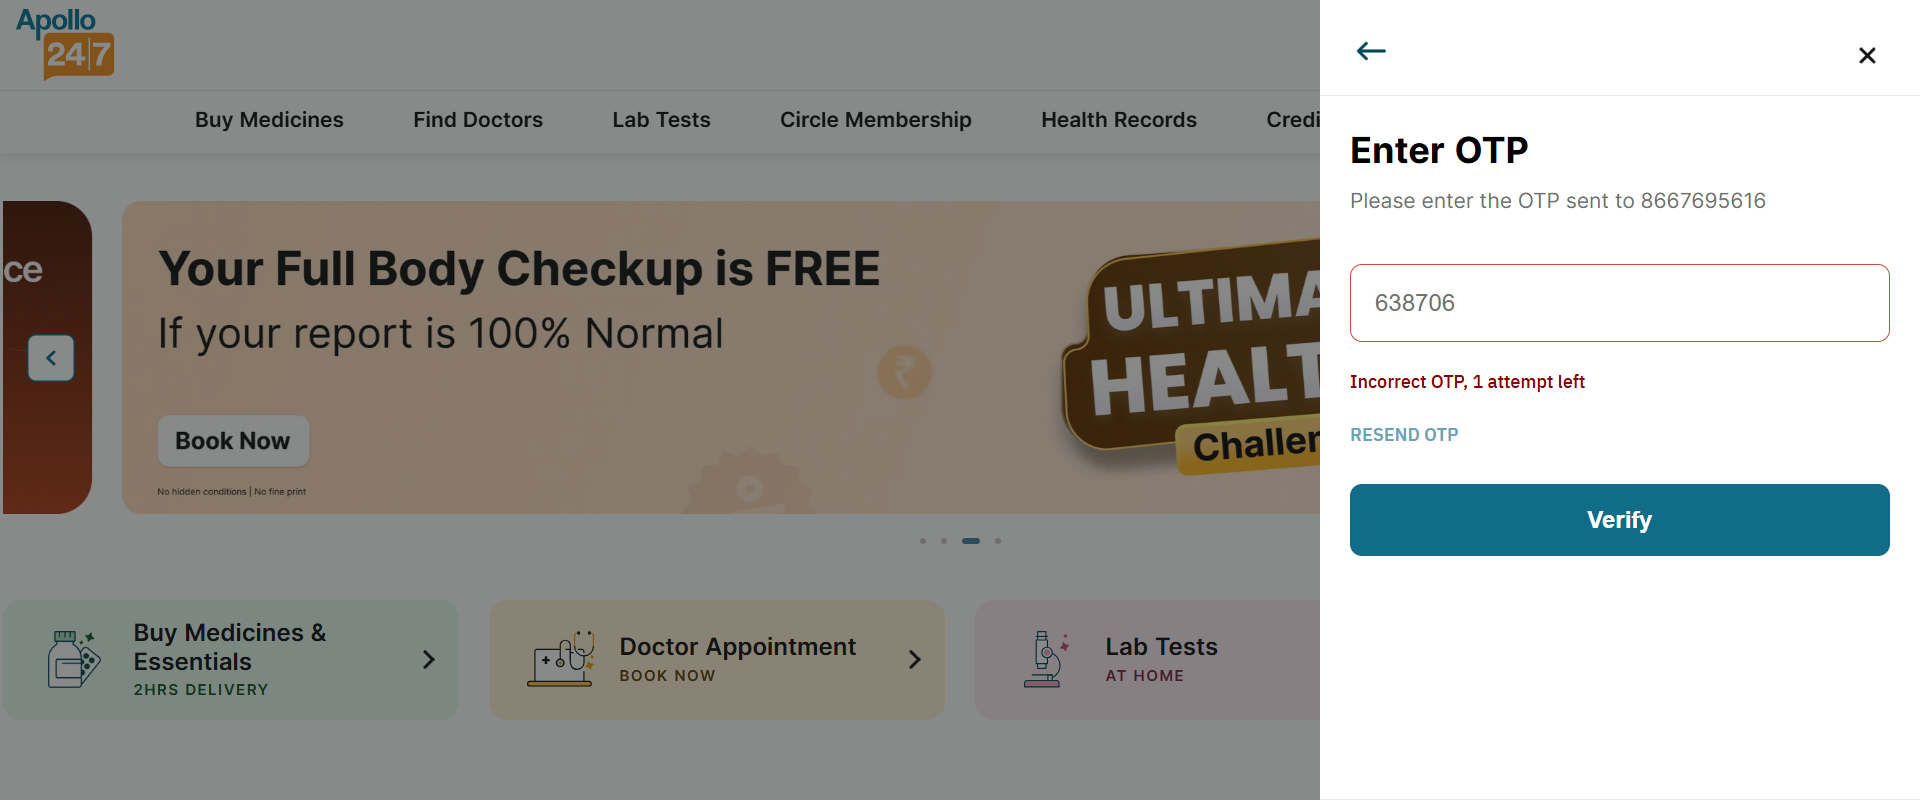 Apollo
24|7
Buy Medicines
Find Doctors
Lab Tests
Circle Membership
Health Records
Credi
ce
Your Full Body Checkup is FREE
If your report is 100% Normal
Book Now
No hidden conditions | No fine print
ULTIMA
HEALT
Challen
₹
Buy Medicines &
Essentials
2HRS DELIVERY
Doctor Appointment
BOOK NOW
Lab Tests
AT HOME
Enter OTP
Please enter the OTP sent to 8667695616
638706
Incorrect OTP, 1 attempt left
RESEND OTP
Verify